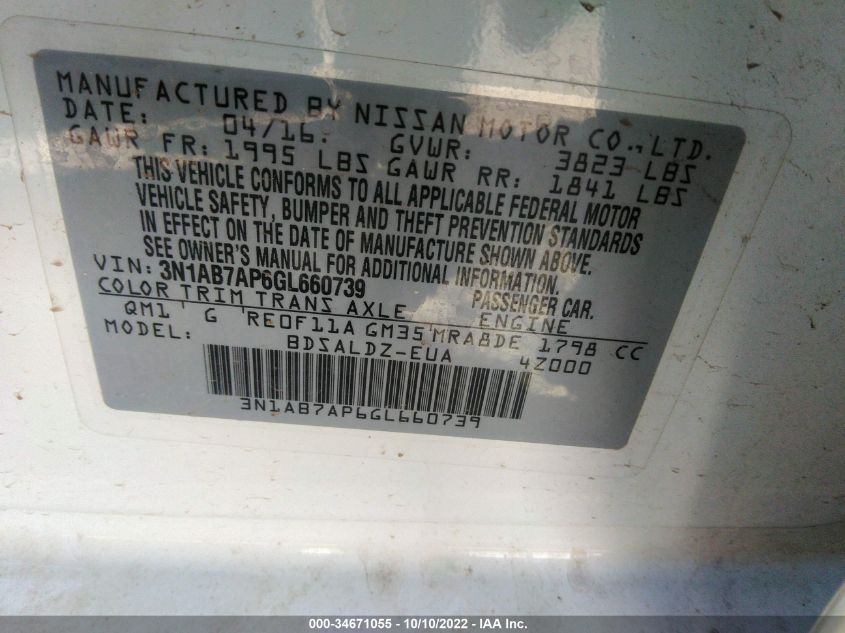 MANUFACTURED BY NISSAN MOTOR CO., LTD.
DATE: 04/16. GVWR: 3823 LBS
GAWR FR: 1995 LBS GAWR RR: 1841 LBS
THIS VEHICLE CONFORMS TO ALL APPLICABLE FEDERAL MOTOR
VEHICLE SAFETY, BUMPER AND THEFT PREVENTION STANDARDS
IN EFFECT ON THE DATE OF MANUFACTURE SHOWN ABOVE.
SEE OWNER'S MANUAL FOR ADDITIONAL INFORMATION.
VIN: 3N1AB7AP6GL660739 PASSENGER CAR.
COLOR TRIM TRANS AXLE ENGINE
QM1 G RE0F11A GM35 MRA8DE 1798 CC
MODEL: BDSALDZ-EUA 4Z000
3N1AB7AP6GL660739
000-34671055 - 10/10/2022 - IAA Inc.